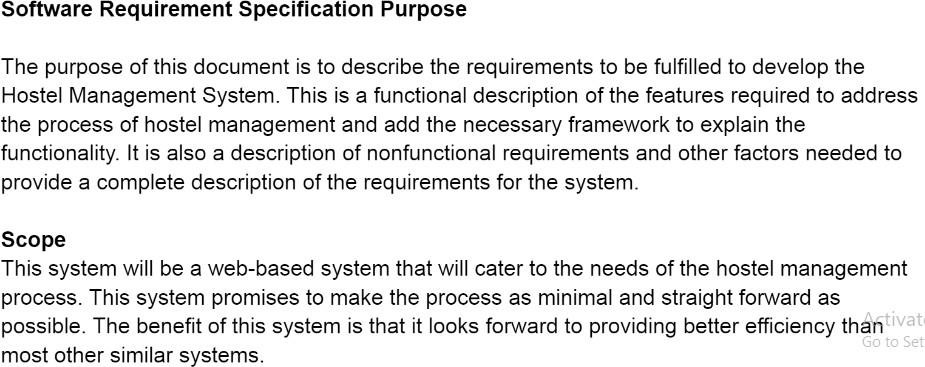 Software Requirement Specification Purpose
The purpose of this document is to describe the requirements to be fulfilled to develop the
Hostel Management System. This is a functional description of the features required to address
the process of hostel management and add the necessary framework to explain the
functionality. It is also a description of nonfunctional requirements and other factors needed to
provide a complete description of the requirements for the system.
Scope
This system will be a web-based system that will cater to the needs of the hostel management
process. This system promises to make the process as minimal and straight forward as
possible. The benefit of this system is that it looks forward to providing better efficiency than
most other similar systems.
Activat
Go to Set